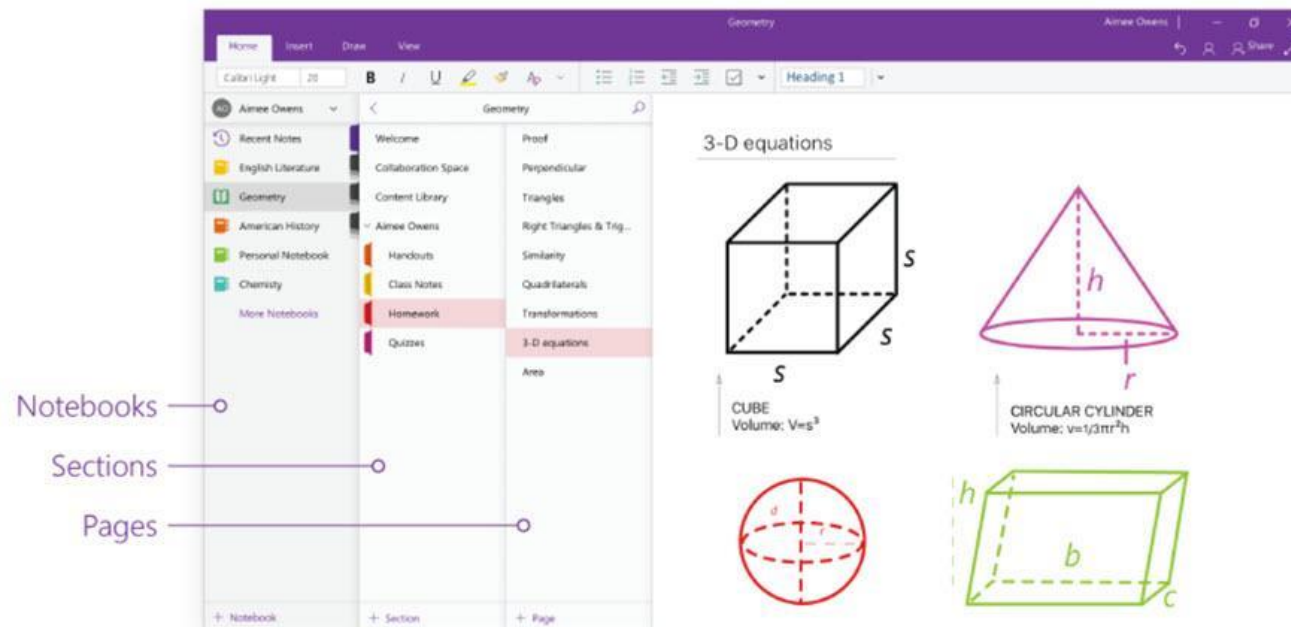 Geometry
Aimee Owens
Home Insert Draw View
Share
Calibri Light 20 B I U Heading 1
AO Aimee Owens
Geometry
Recent Notes
English Literature
Geometry
American History
Personal Notebook
Chemisty
More Notebooks
Welcome
Collaboration Space
Content Library
Aimee Owens
Handouts
Class Notes
Homework
Quizzes
Proof
Perpendicular
Triangles
Right Triangles & Trig...
Similarity
Quadrilaterals
Transformations
3-D equations
Area
Notebooks
Sections
Pages
+ Notebook
+ Section
+ Page
3-D equations
s
s
s
CUBE
Volume: V=s³
h
r
CIRCULAR CYLINDER
Volume: v=1/3πr²h
d
r
h
b
c